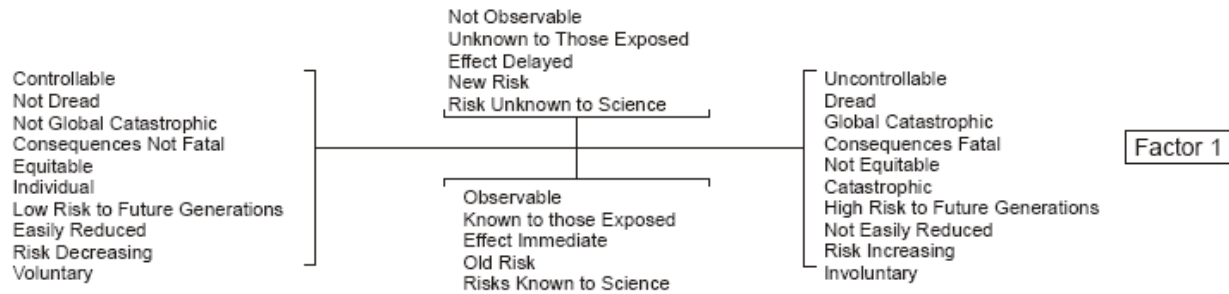 Not Observable
Unknown to Those Exposed
Effect Delayed
New Risk
Risk Unknown to Science
Controllable
Not Dread
Not Global Catastrophic
Consequences Not Fatal
Equitable
Individual
Low Risk to Future Generations
Easily Reduced
Risk Decreasing
Voluntary
Uncontrollable
Dread
Global Catastrophic
Consequences Fatal
Not Equitable
Catastrophic
High Risk to Future Generations
Not Easily Reduced
Risk Increasing
Involuntary
Factor 1
Observable
Known to those Exposed
Effect Immediate
Old Risk
Risks Known to Science